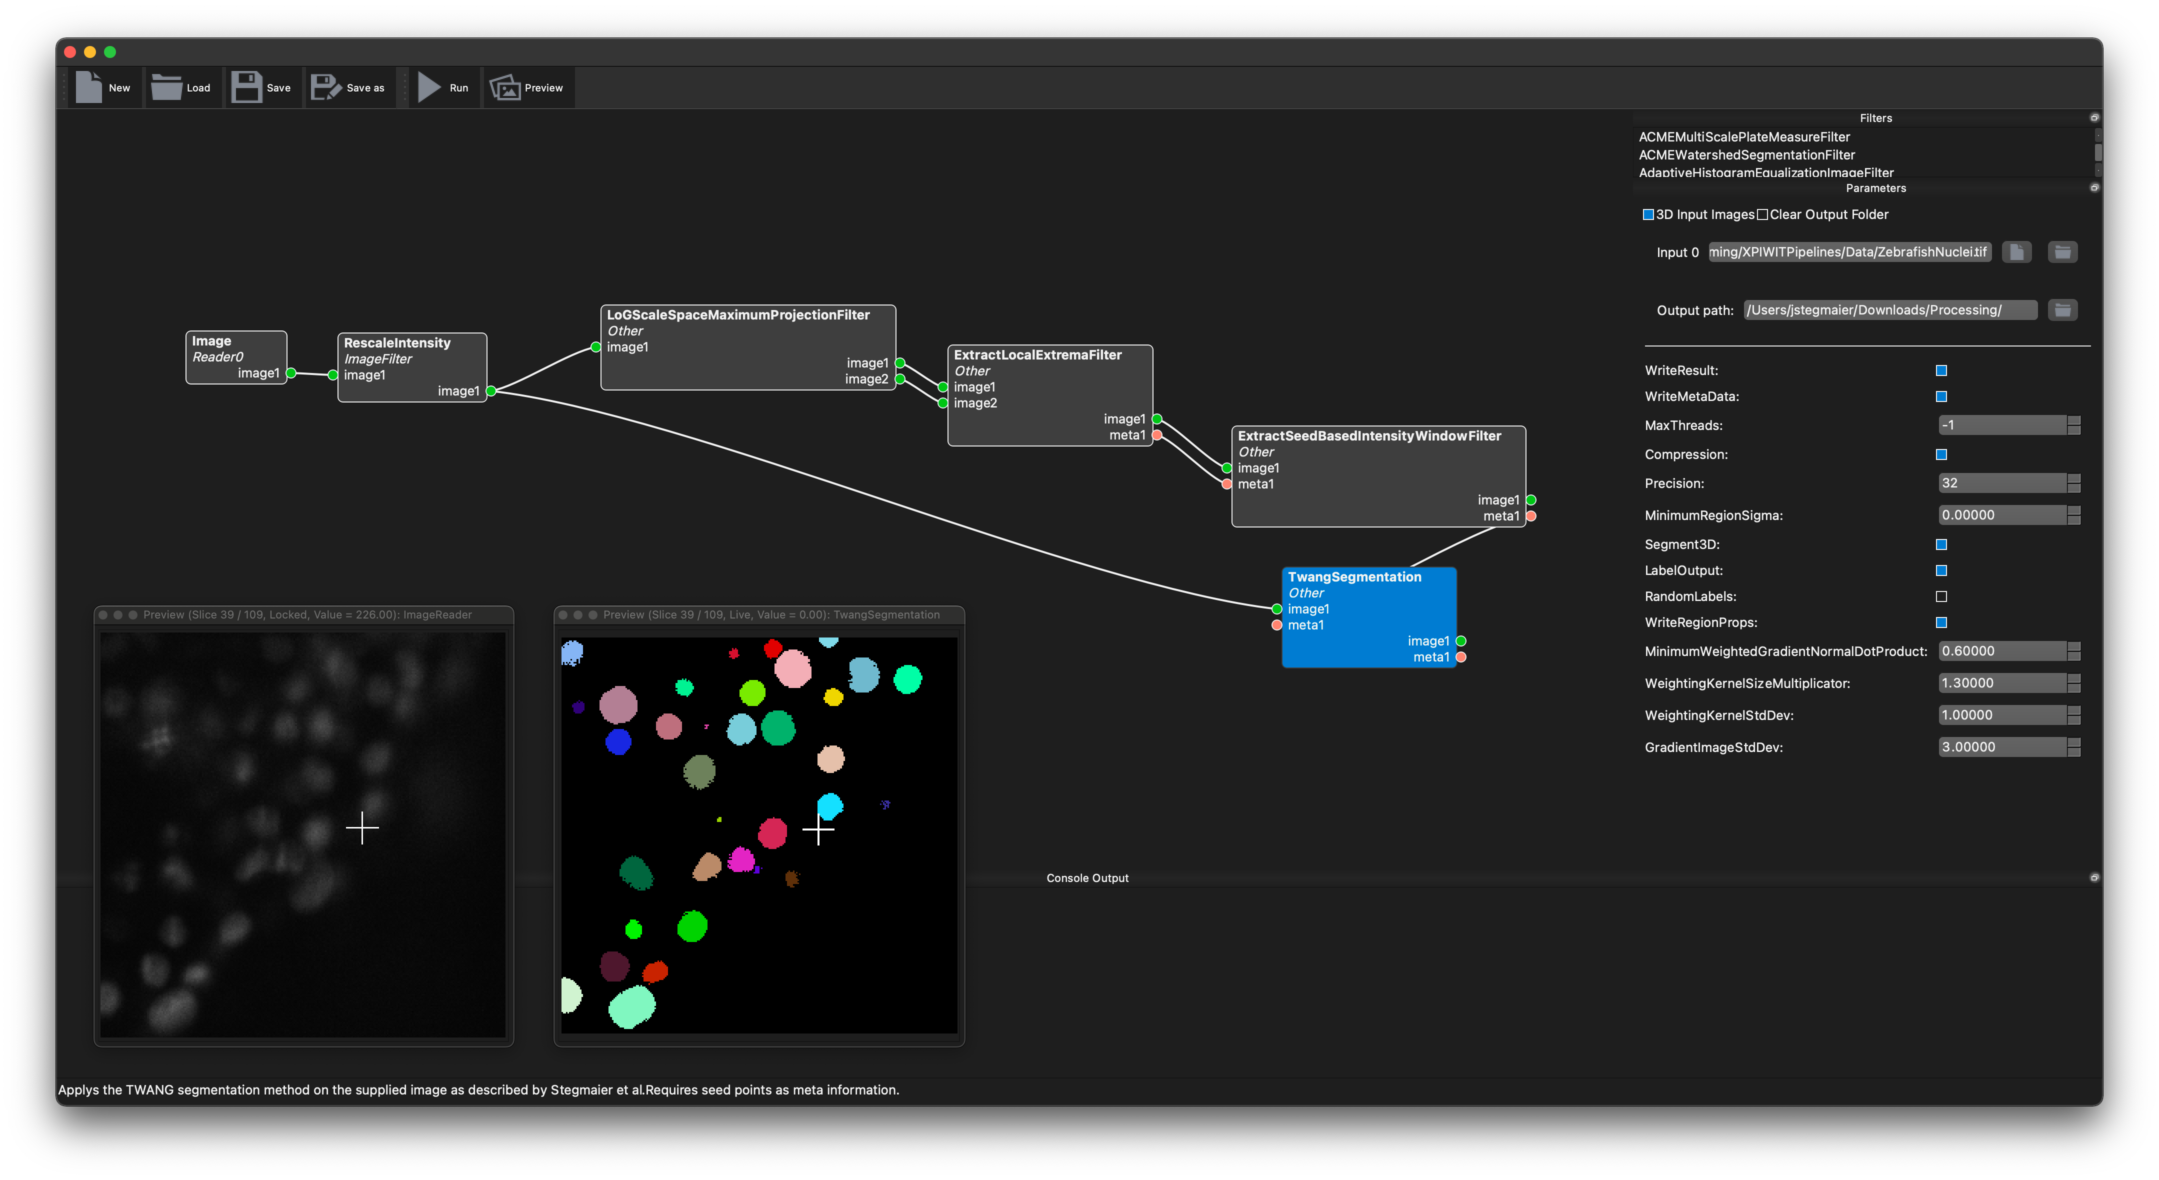 New
Load
Save
Save as
Run
Preview
Filters
ACMEMultiScalePlateMeasureFilter
ACMEWatershedSegmentationFilter
AdaptiveHistogramEqualizationImageFilter
Parameters
3D Input Images
Clear Output Folder
Input 0
ming/XPIWITPipelines/Data/ZebrafishNuclei.tif
Output path:
/Users/jstegmaier/Downloads/Processing/
WriteResult:
WriteMetaData:
MaxThreads:
-1
Compression:
Precision:
32
MinimumRegionSigma:
0.00000
Segment3D:
LabelOutput:
RandomLabels:
WriteRegionProps:
MinimumWeightedGradientNormalDotProduct:
0.60000
WeightingKernelSizeMultiplicator:
1.30000
WeightingKernelStdDev:
1.00000
GradientImageStdDev:
3.00000
Image
Reader0
image1
RescaleIntensity
ImageFilter
image1
image1
LoGScaleSpaceMaximumProjectionFilter
Other
image1
image1
image2
ExtractLocalExtremaFilter
Other
image1
image2
image1
meta1
ExtractSeedBasedIntensityWindowFilter
Other
image1
meta1
image1
meta1
TwangSegmentation
Other
image1
meta1
image1
meta1
Preview (Slice 39 / 109, Locked, Value = 226.00): ImageReader
Preview (Slice 39 / 109, Live, Value = 0.00): TwangSegmentation
Console Output
Applys the TWANG segmentation method on the supplied image as described by Stegmaier et al.Requires seed points as meta information.